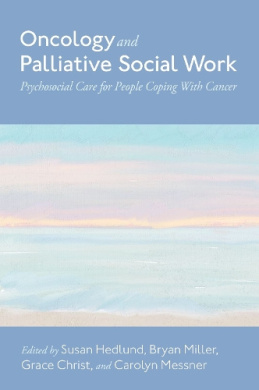 Oncology and
Palliative Social Work
Psychosocial Care for People Coping With Cancer
Edited by Susan Hedlund, Bryan Miller,
Grace Christ, and Carolyn Messner